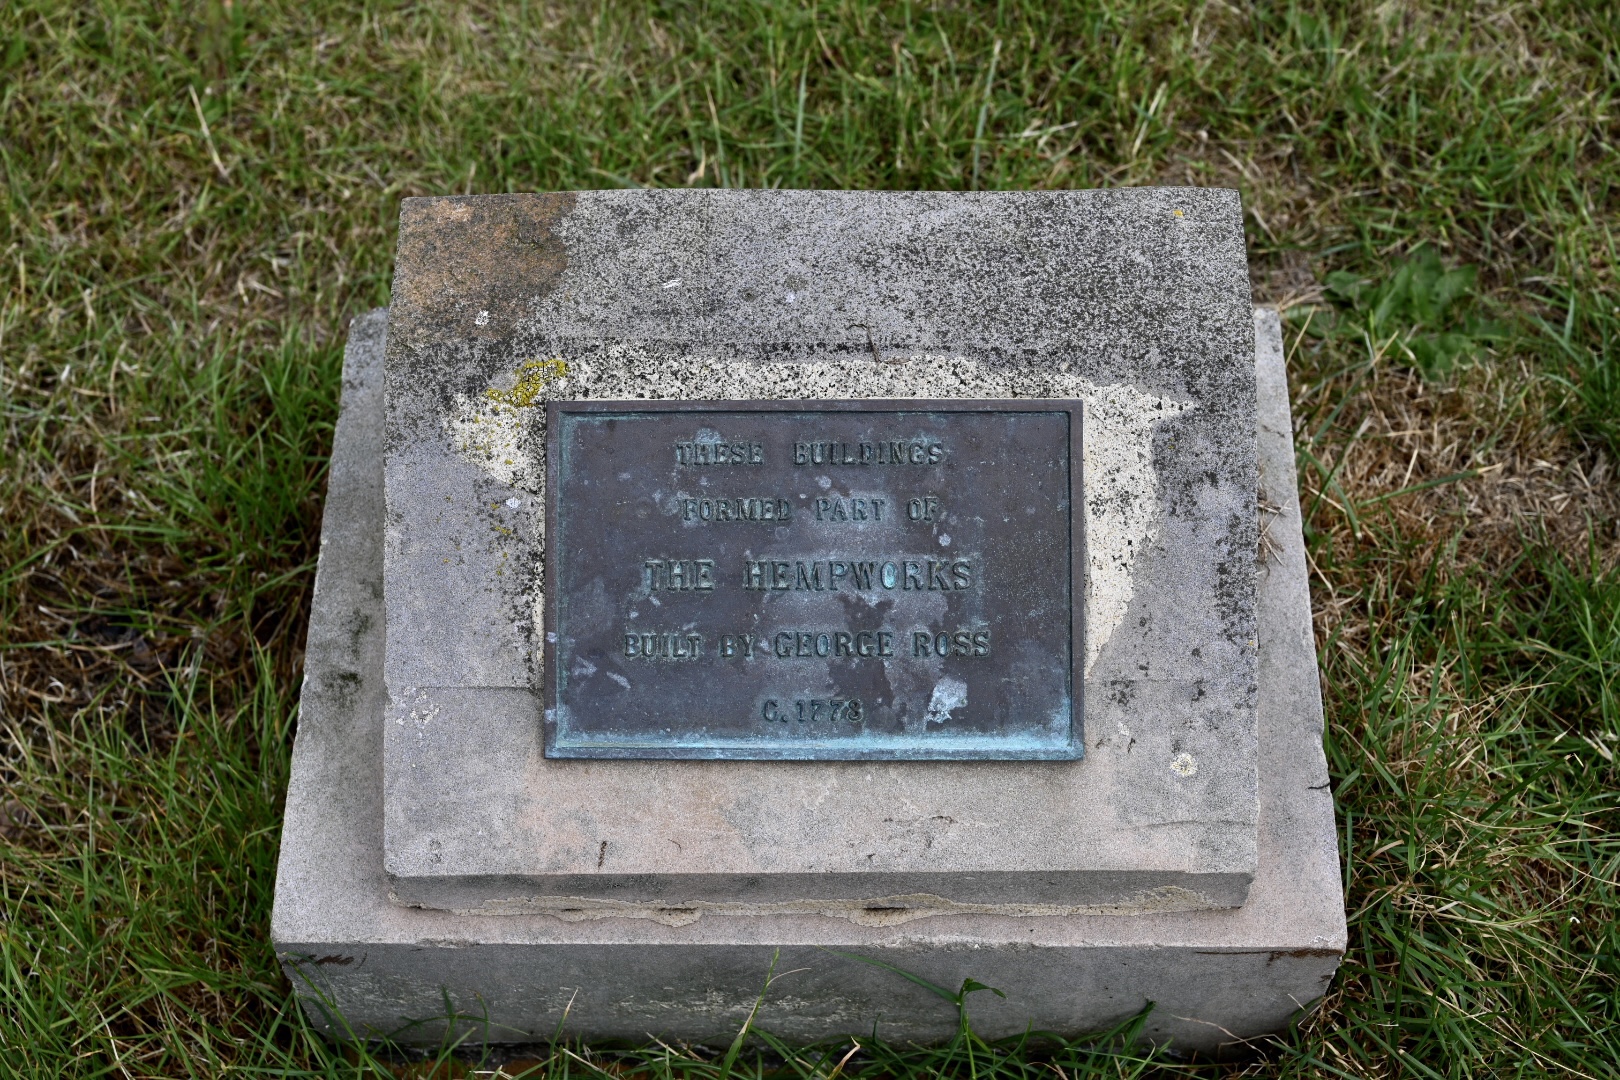 THESE BUILDINGS
FORMED PART OF
THE HEMPWORKS
BUILT BY GEORGE ROSS
C. 1778